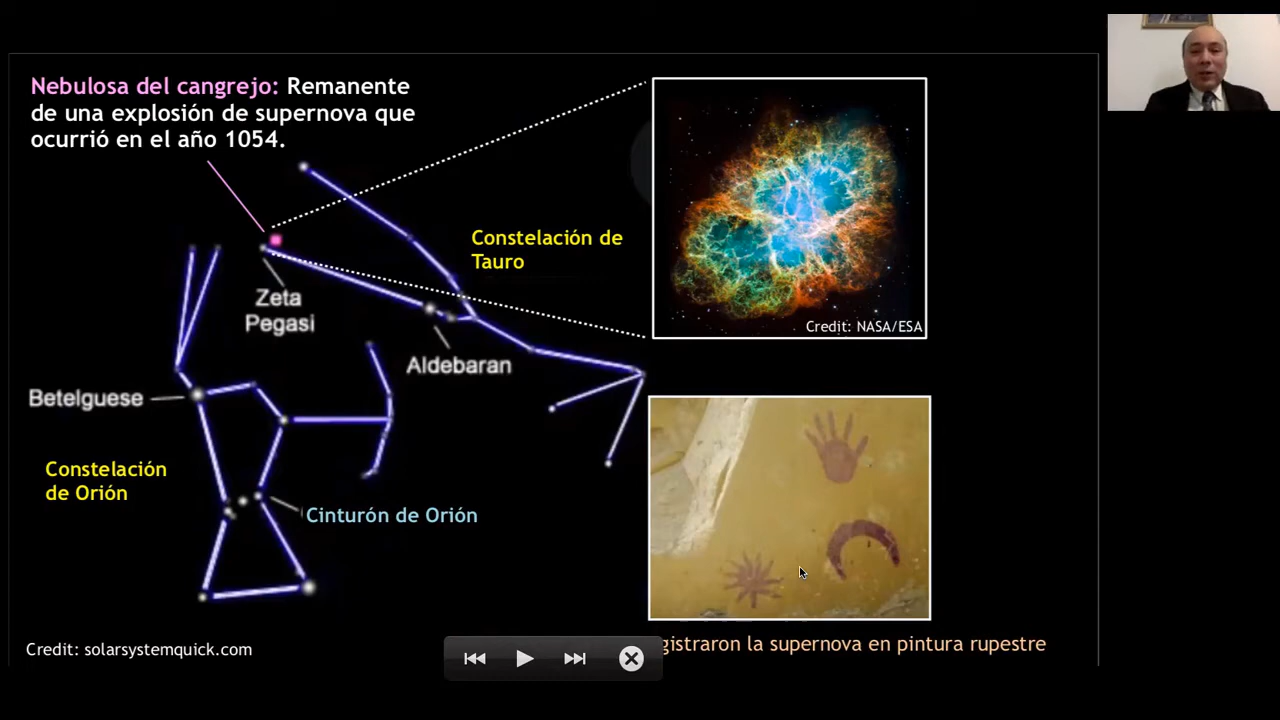 Nebulosa del cangrejo: Remanente
de una explosión de supernova que
ocurrió en el año 1054.
Constelación de
Tauro
Zeta
Pegasi
Credit: NASA/ESA
Aldebaran
Betelguese
Constelación
de Orión
Cinturón de Orión
Credit: solarsystemquick.com
la supernova en pintura rupestre